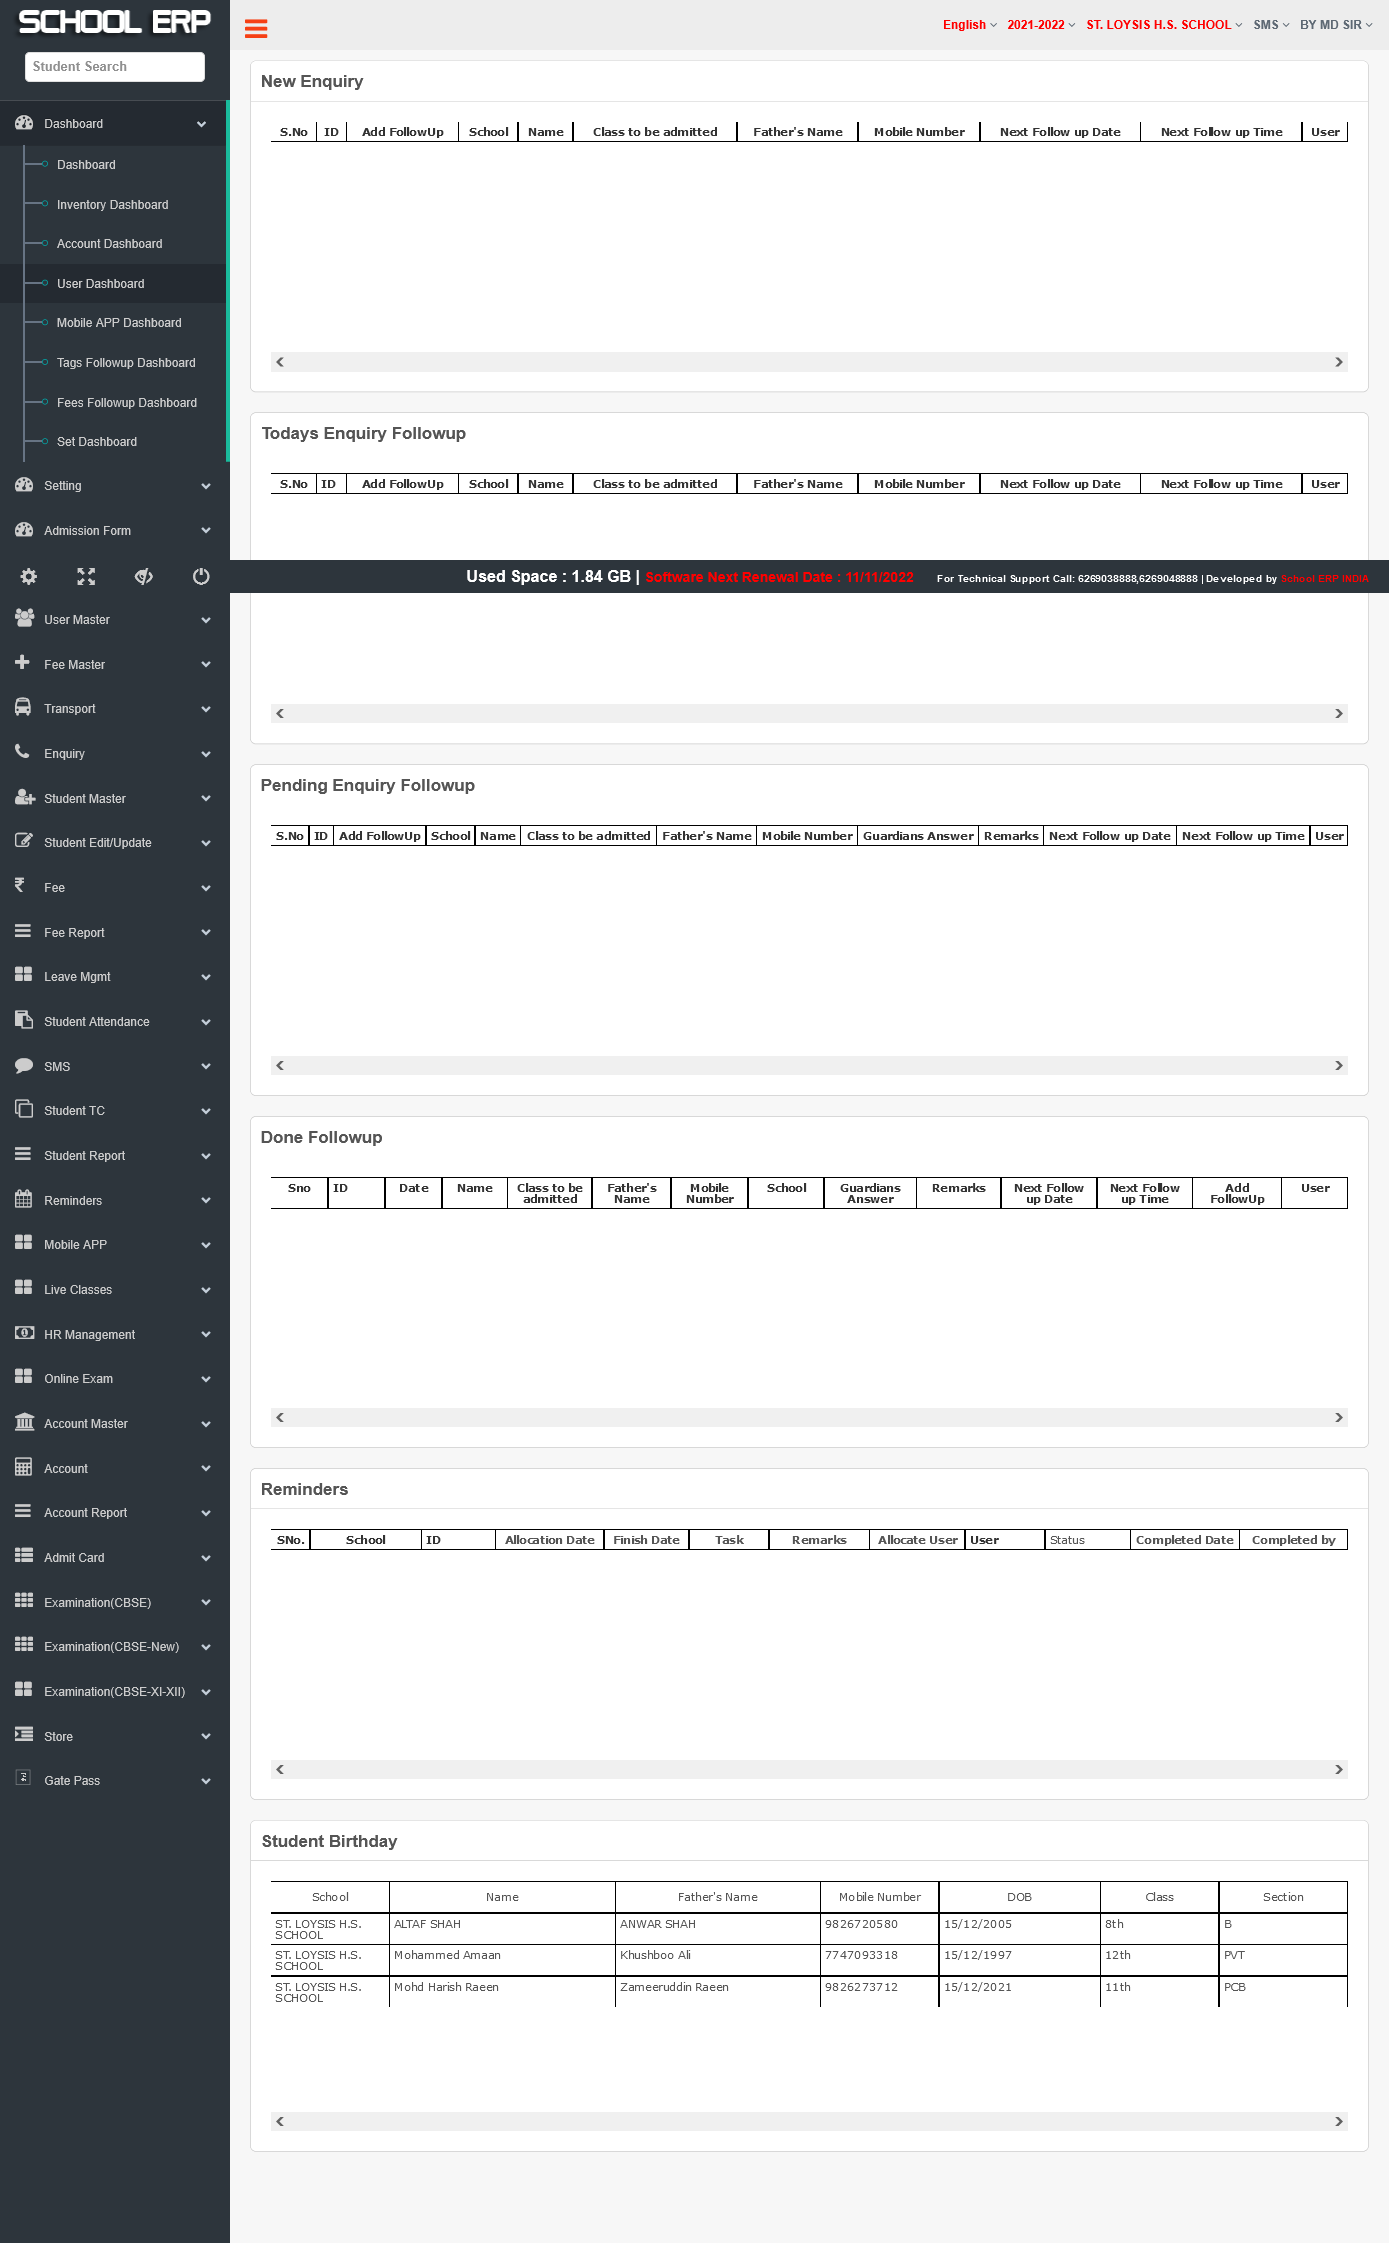 SCHOOL ERP
Student Search
Dashboard
Dashboard
Inventory Dashboard
Account Dashboard
User Dashboard
Mobile APP Dashboard
Tags Followup Dashboard
Fees Followup Dashboard
Set Dashboard
Setting
Admission Form
User Master
Fee Master
Transport
Enquiry
Student Master
Student Edit/Update
Fee
Fee Report
Leave Mgmt
Student Attendance
SMS
Student TC
Student Report
Reminders
Mobile APP
Live Classes
HR Management
Online Exam
Account Master
Account
Account Report
Admit Card
Examination(CBSE)
Examination(CBSE-New)
Examination(CBSE-XI-XII)
Store
Gate Pass
English 2021-2022 ST. LOYSIS H.S. SCHOOL SMS BY MD SIR
New Enquiry
S.No ID Add FollowUp School Name Class to be admitted Father's Name Mobile Number Next Follow up Date Next Follow up Time User
Todays Enquiry Followup
S.No ID Add FollowUp School Name Class to be admitted Father's Name Mobile Number Next Follow up Date Next Follow up Time User
Used Space : 1.84 GB | Software Next Renewal Date : 11/11/2022 For Technical Support Call: 6269038888,6269048888 | Developed by School ERP INDIA
Pending Enquiry Followup
S.No ID Add FollowUp School Name Class to be admitted Father's Name Mobile Number Guardians Answer Remarks Next Follow up Date Next Follow up Time User
Done Followup
Sno ID Date Name Class to be Father's Mobile School Guardians Remarks Next Follow Next Follow Add User
admitted Name Number Answer up Date up Time FollowUp
Reminders
SNo. School ID Allocation Date Finish Date Task Remarks Allocate User User Status Completed Date Completed by
Student Birthday
School Name Father's Name Mobile Number DOB Class Section
ST. LOYSIS H.S. ALTAF SHAH ANWAR SHAH 9826720580 15/12/2005 8th B
SCHOOL
ST. LOYSIS H.S. Mohammed Amaan Khushboo Ali 7747093318 15/12/1997 12th PVT
SCHOOL
ST. LOYSIS H.S. Mohd Harish Raeen Zameeruddin Raeen 9826273712 15/12/2021 11th PCB
SCHOOL